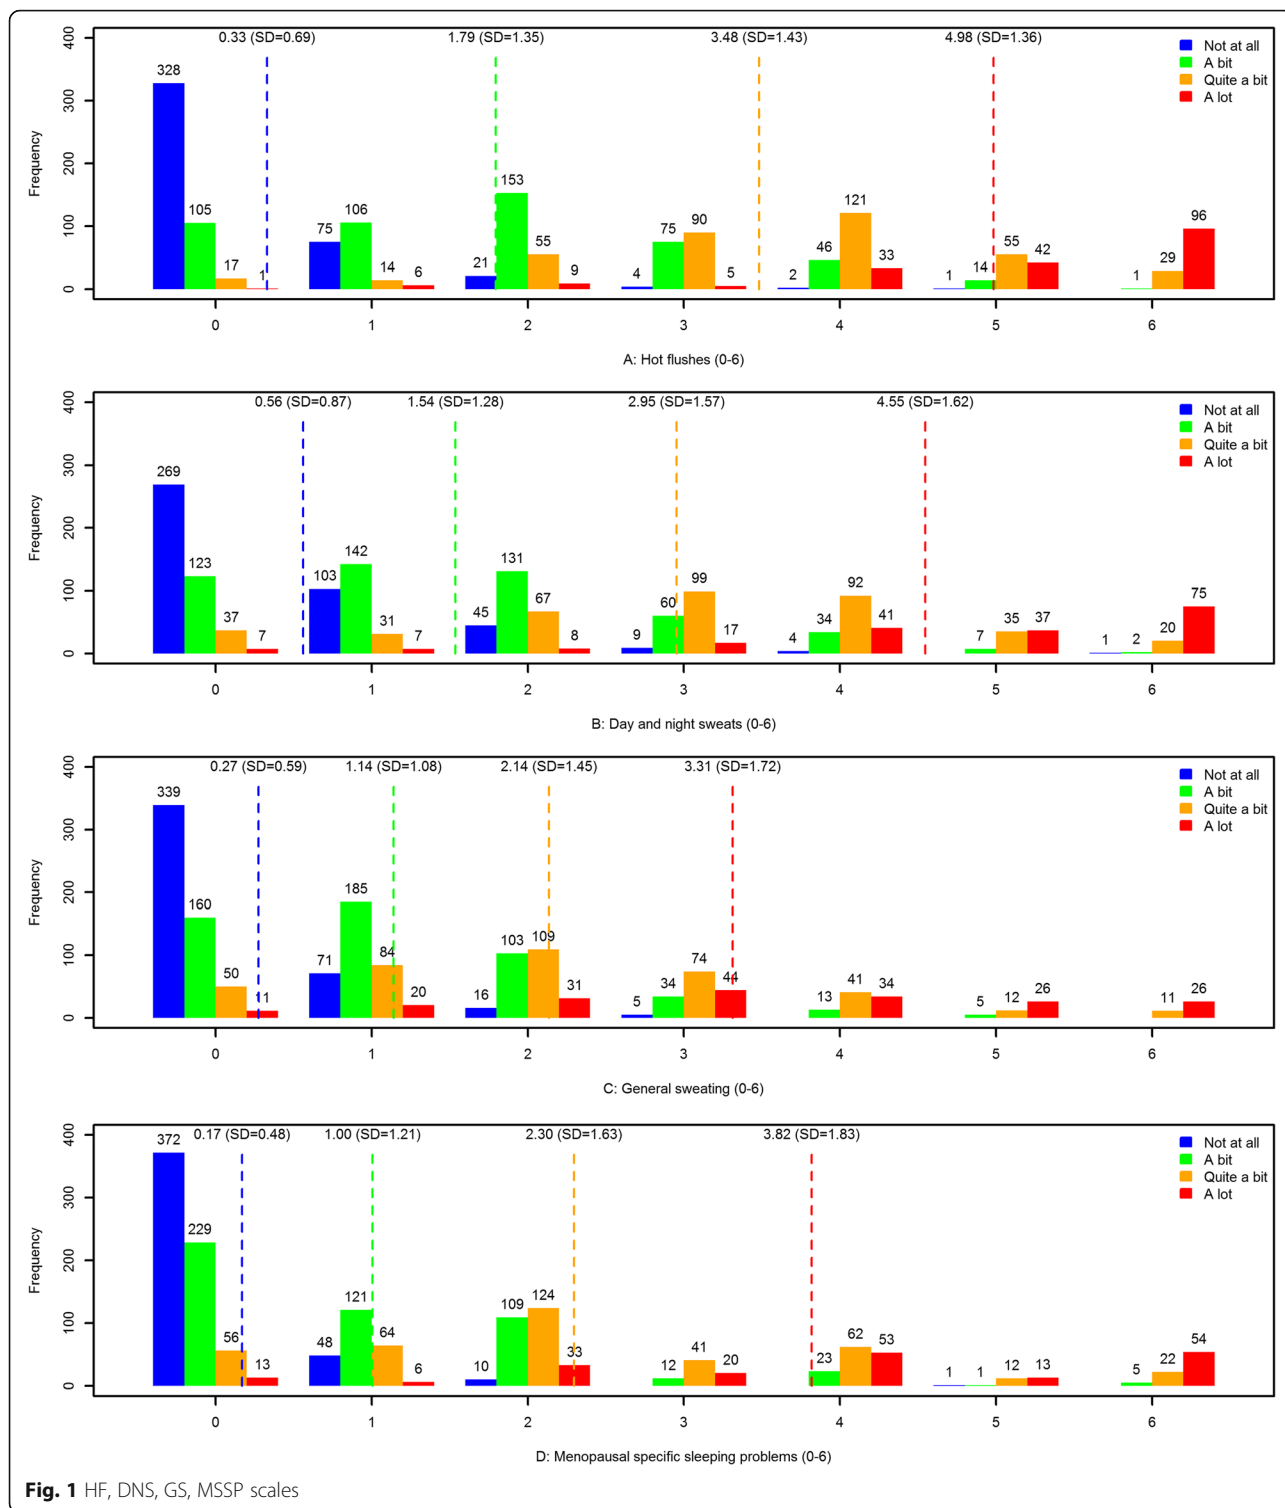 0.33 (SD=0.69) 1.79 (SD=1.35) 3.48 (SD=1.43) 4.98 (SD=1.36)
400
300
200
100
0
Frequency
Not at all
A bit
Quite a bit
A lot
328 105 17 1
75 106 14 6
21 153 55 9
4 75 90 5
2 46 121 33
1 14 55 42
1 29 96
0 1 2 3 4 5 6
A: Hot flushes (0-6)
0.56 (SD=0.87) 1.54 (SD=1.28) 2.95 (SD=1.57) 4.55 (SD=1.62)
400
300
200
100
0
Frequency
Not at all
A bit
Quite a bit
A lot
269 123 37 7
103 142 31 7
45 131 67 8
9 60 99 17
4 34 92 41
7 35 37
1 2 20 75
0 1 2 3 4 5 6
B: Day and night sweats (0-6)
0.27 (SD=0.59) 1.14 (SD=1.08) 2.14 (SD=1.45) 3.31 (SD=1.72)
400
300
200
100
0
Frequency
Not at all
A bit
Quite a bit
A lot
339 160 50 11
71 185 84 20
16 103 109 31
5 34 74 44
13 41 34
5 12 26
11 26
0 1 2 3 4 5 6
C: General sweating (0-6)
0.17 (SD=0.48) 1.00 (SD=1.21) 2.30 (SD=1.63) 3.82 (SD=1.83)
400
300
200
100
0
Frequency
Not at all
A bit
Quite a bit
A lot
372 229 56 13
48 121 64 6
10 109 124 33
12 41 20
23 62 53
1 1 12 13
5 22 54
0 1 2 3 4 5 6
D: Menopausal specific sleeping problems (0-6)
Fig. 1 HF, DNS, GS, MSSP scales